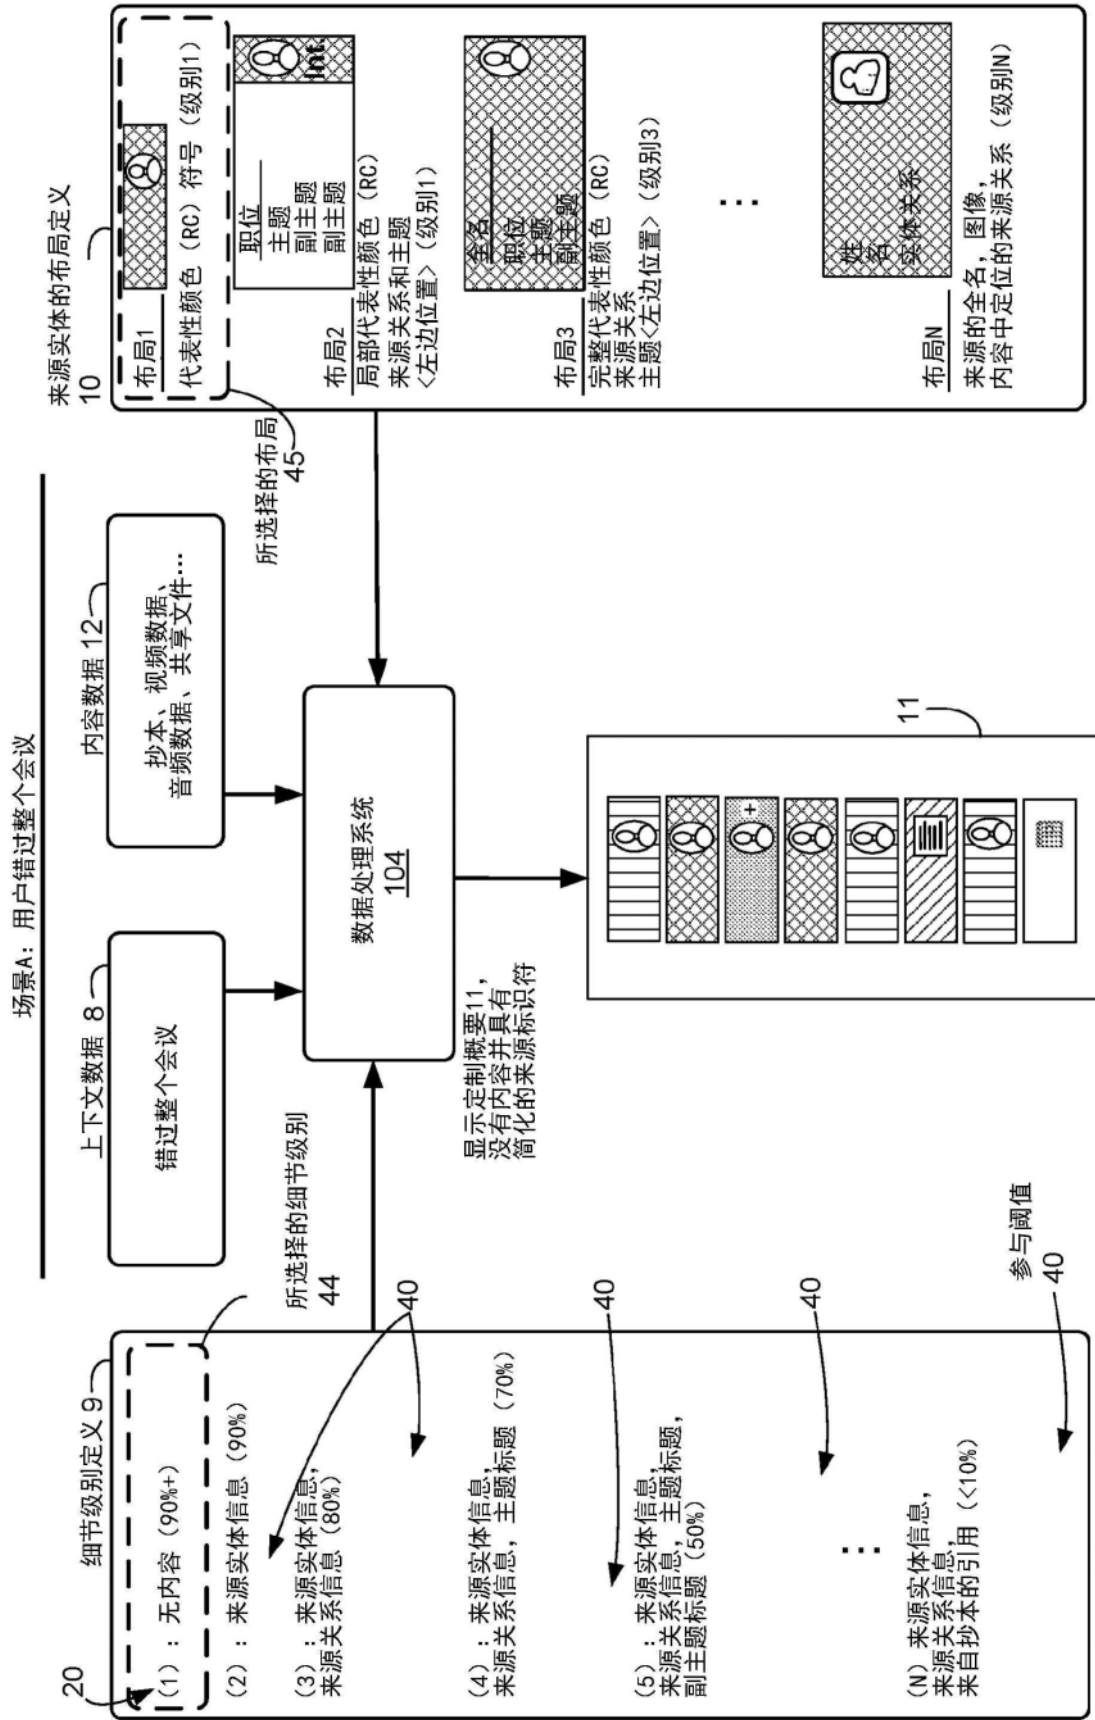 场景A：用户错过整个会议
细节级别定义 9
20
(1)：无内容（90%+）
(2)：来源实体信息（90%）
(3)：来源实体信息，
来源关系信息（80%）
40
(4)：来源实体信息，
来源关系信息，主题标题（70%）
(5)：来源实体信息，
来源关系信息，主题标题，
副主题标题（50%）
40
...
40
(N) 来源实体信息，
来源关系信息，
来自抄本的引用（<10%）
参与阈值
40
所选择的细节级别
44
上下文数据 8
错过整个会议
内容数据 12
抄本、视频数据、
音频数据、共享文件...
数据处理系统
104
显示定制概要11，
没有内容并具有
简化的来源标识符
+
11
所选择的布局
45
来源实体的布局定义
10
布局1
代表性颜色（RC）符号（级别1）
职位
主题
副主题
副主题
Int.
布局2
局部代表性颜色（RC）
来源关系和主题
<左边位置>（级别1）
全名
职位
主题
副主题
布局3
完整代表性颜色（RC）
来源关系
主题<左边位置>（级别3）
...
姓
名
实体关系
布局N
来源的全名，图像，
内容中定位的来源关系（级别N）